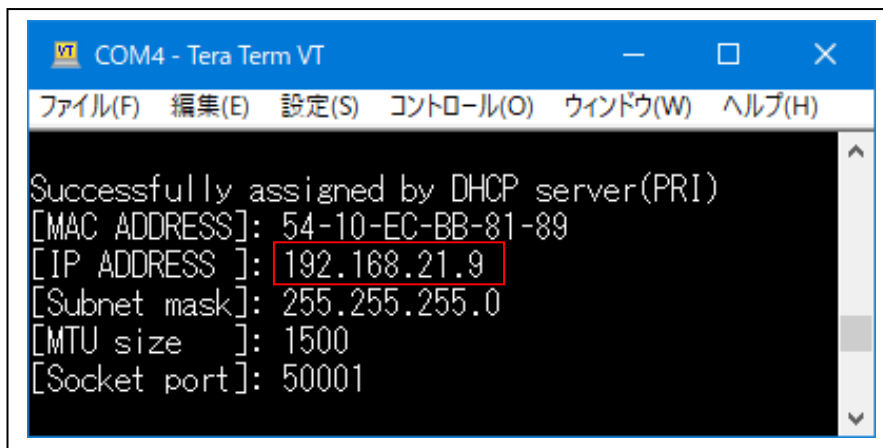 COM4 - Tera Term VT
ファイル(F) 編集(E) 設定(S) コントロール(O) ウィンドウ(W) ヘルプ(H)
Successfully assigned by DHCP server(PRI)
[MAC ADDRESS]: 54-10-EC-BB-81-89
[IP ADDRESS ]: 192.168.21.9
[Subnet mask]: 255.255.255.0
[MTU size   ]: 1500
[Socket port]: 50001